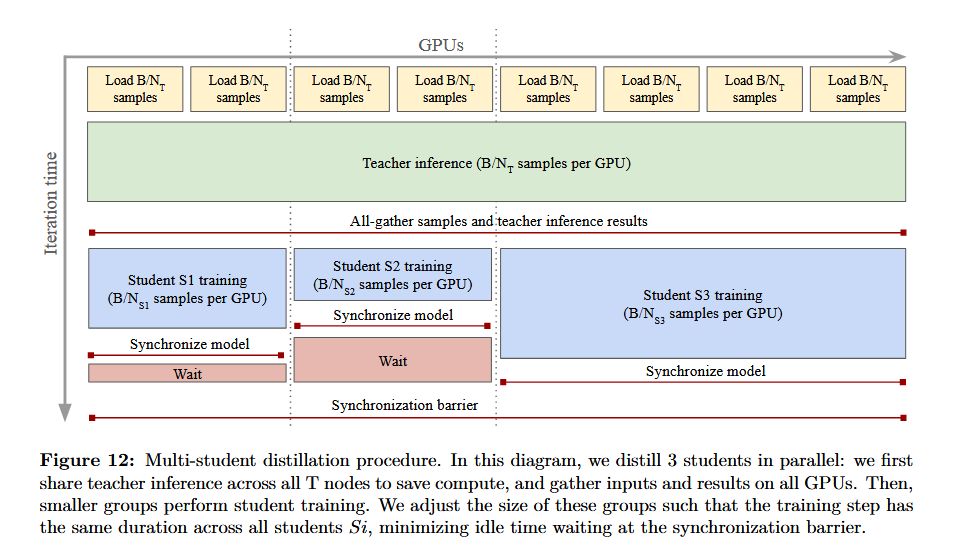 GPUs
Iteration time
Load B/N_T samples
Load B/N_T samples
Load B/N_T samples
Load B/N_T samples
Load B/N_T samples
Load B/N_T samples
Load B/N_T samples
Load B/N_T samples
Teacher inference (B/N_T samples per GPU)
All-gather samples and teacher inference results
Student S1 training
(B/N_S1 samples per GPU)
Synchronize model
Wait
Student S2 training
(B/N_S2 samples per GPU)
Synchronize model
Wait
Student S3 training
(B/N_S3 samples per GPU)
Synchronize model
Synchronization barrier
Figure 12: Multi-student distillation procedure. In this diagram, we distill 3 students in parallel: we first
share teacher inference across all T nodes to save compute, and gather inputs and results on all GPUs. Then,
smaller groups perform student training. We adjust the size of these groups such that the training step has
the same duration across all students Si, minimizing idle time waiting at the synchronization barrier.